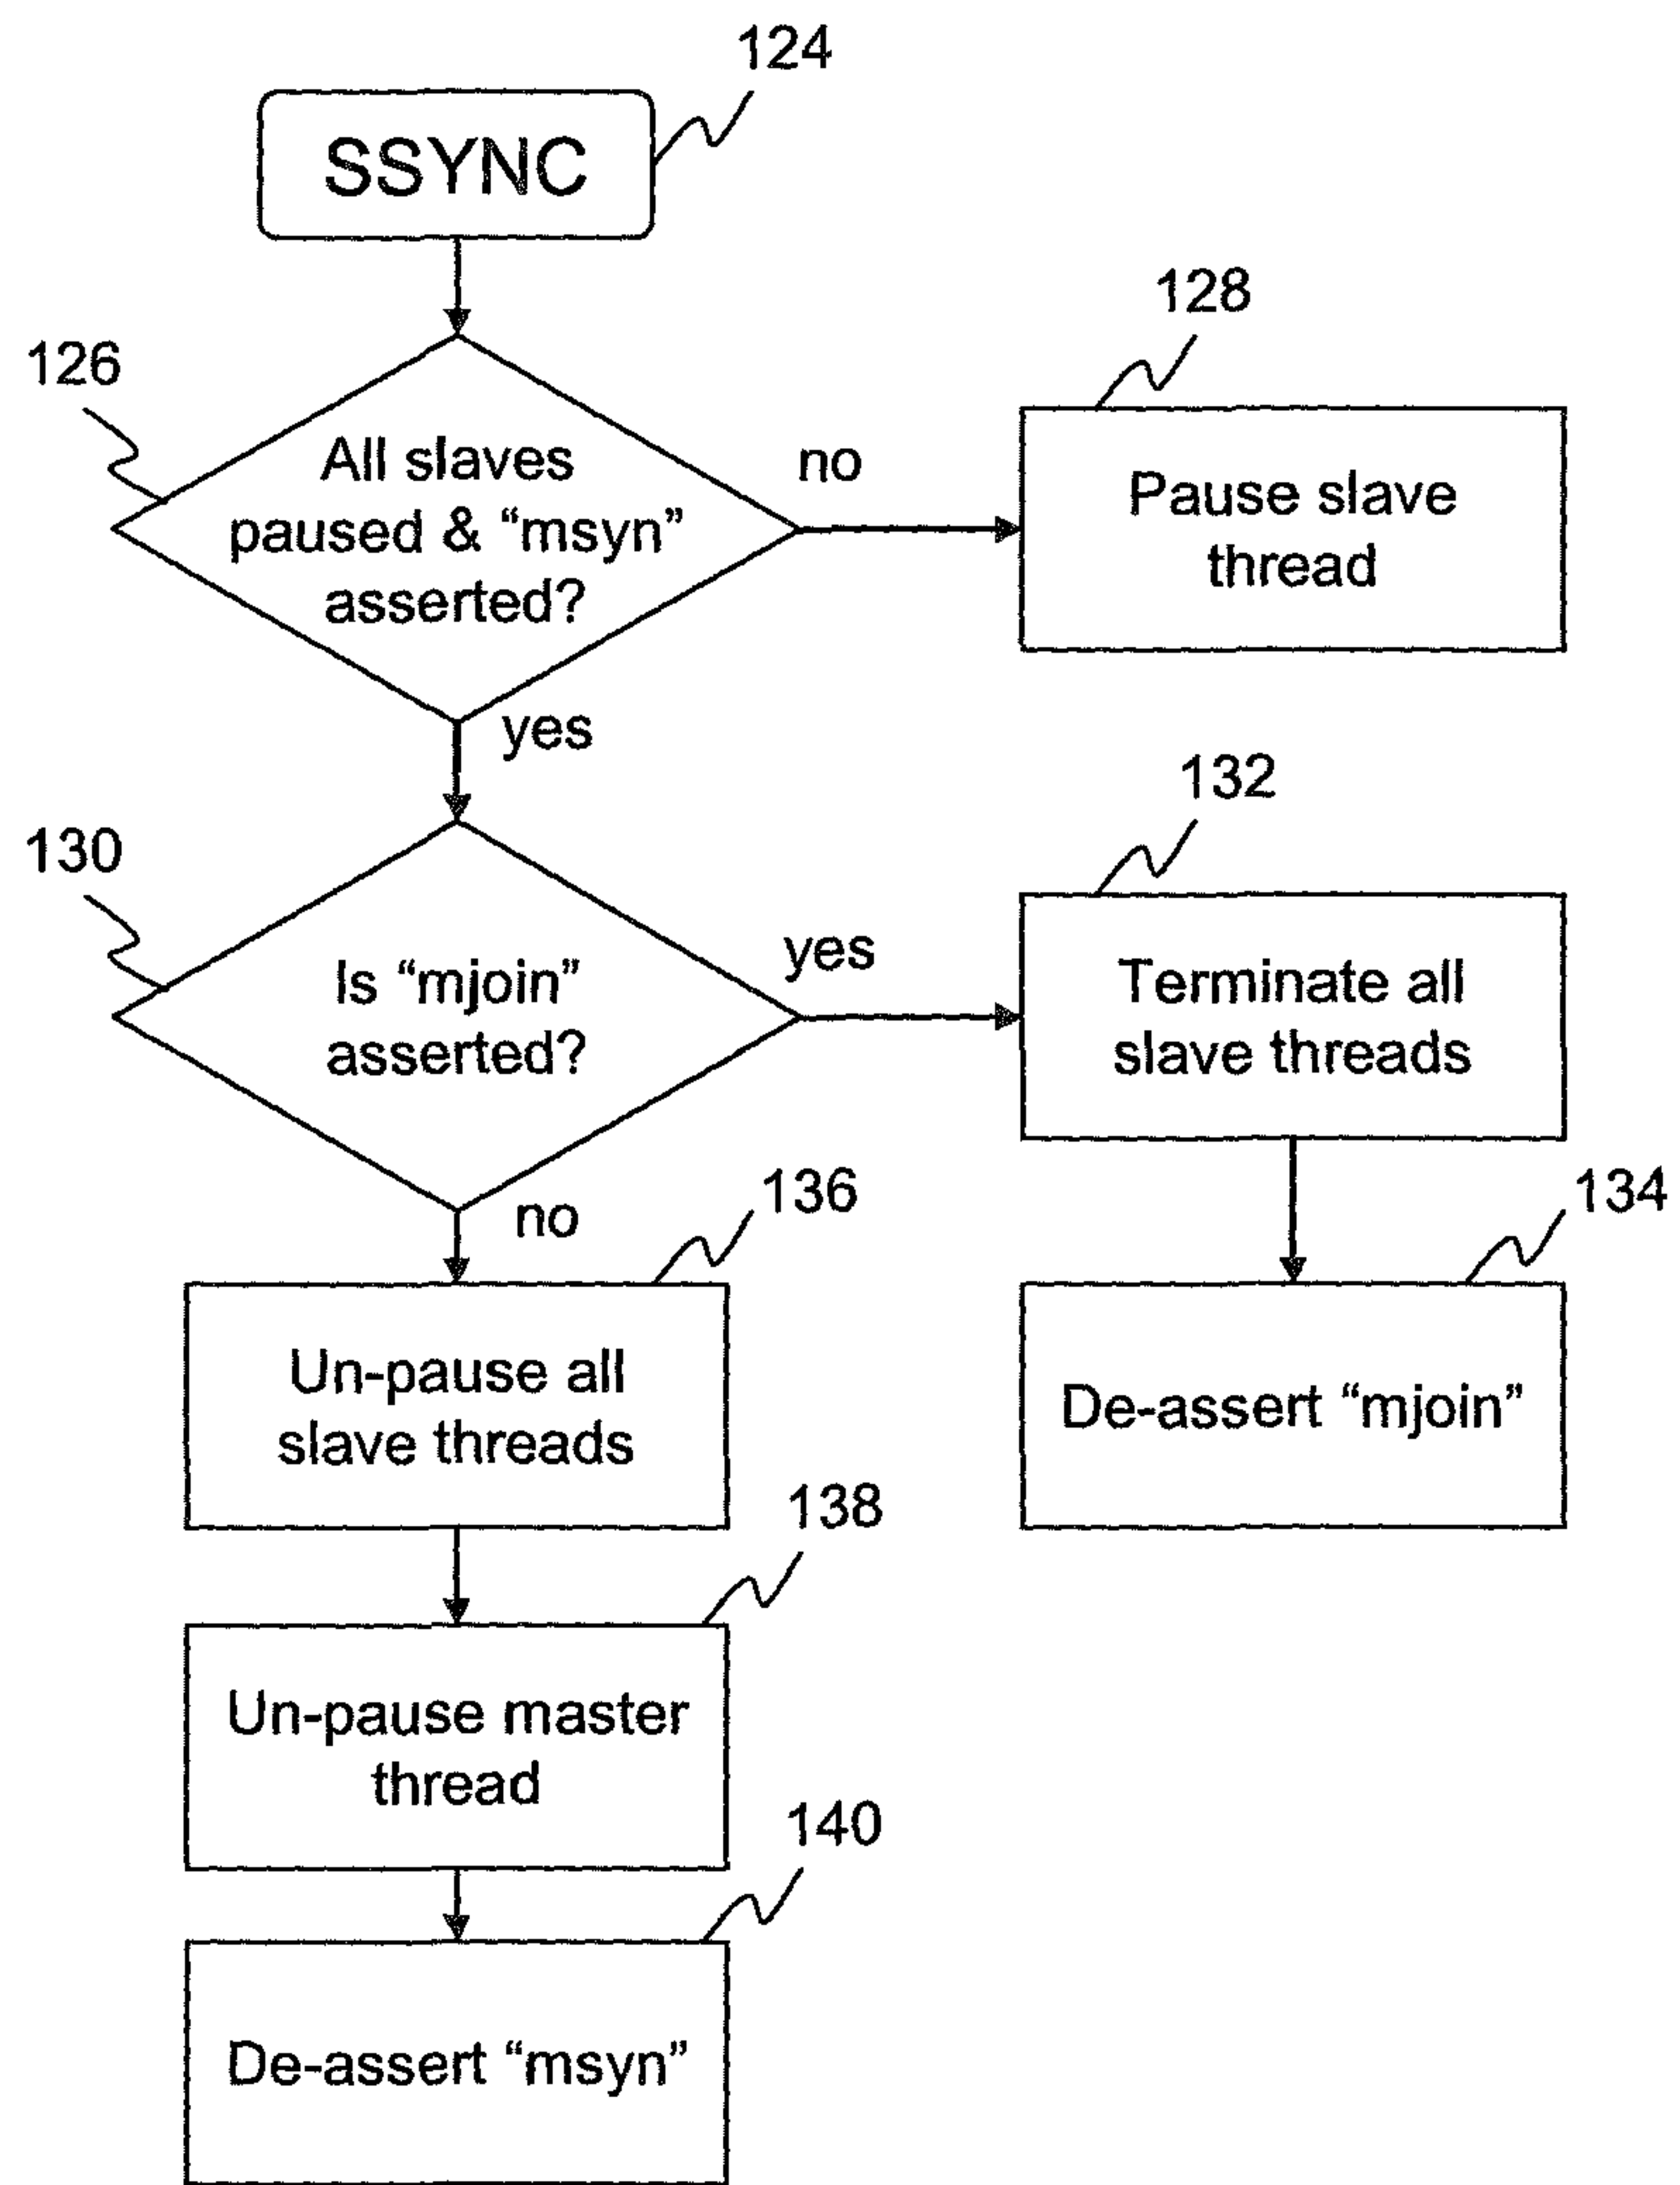 124
SSYNC
126
All slaves
paused & “msyn”
asserted?
no
128
Pause slave
thread
yes
130
Is “mjoin”
asserted?
yes
132
Terminate all
slave threads
134
De-assert “mjoin”
no
136
Un-pause all
slave threads
138
Un-pause master
thread
140
De-assert “msyn”